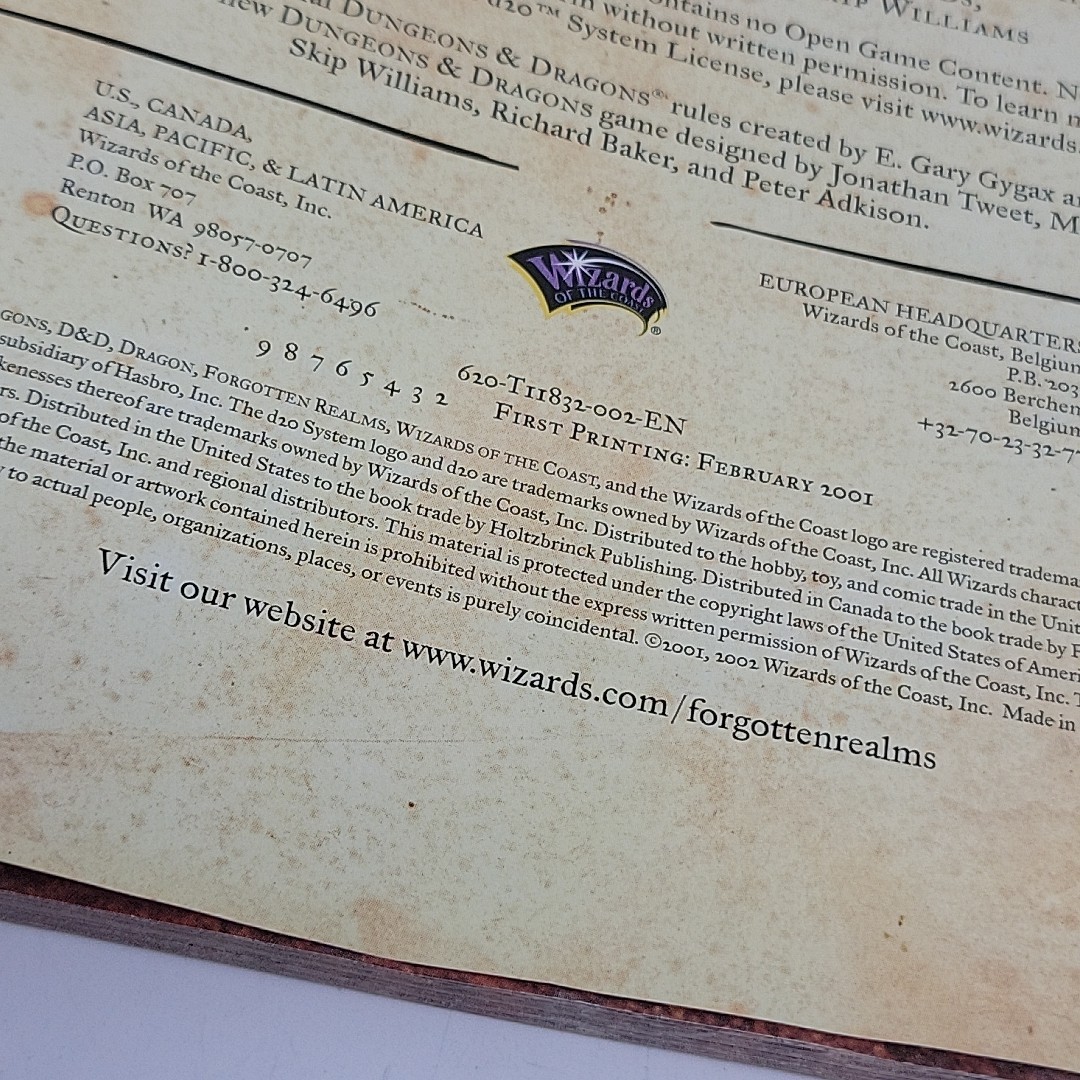 WILLIAMS
ntains no Open Game Content. N
n without written permission. To learn m
d20™ System License, please visit www.wizards.
DUNGEONS & DRAGONS® rules created by E. Gary Gygax a
new DUNGEONS & DRAGONS game designed by Jonathan Tweet, M
Skip Williams, Richard Baker, and Peter Adkison.
U.S., CANADA,
ASIA, PACIFIC, & LATIN AMERICA
Wizards of the Coast, Inc.
P.O. Box 707
Renton WA 98057-0707
QUESTIONS? 1-800-324-6496
Wizards
OF THE COAST®
EUROPEAN HEADQUARTERS
Wizards of the Coast, Belgium
P.B. 203
2600 Berchem
Belgium
+32-70-23-32-77
620-T11832-002-EN
9 8 7 6 5 4 3 2
FIRST PRINTING: FEBRUARY 2001
GONS, D&D, DRAGON, FORGOTTEN REALMS, WIZARDS OF THE COAST, and the Wizards of the Coast logo are registered tradema
subsidiary of Hasbro, Inc. The d20 System logo and d20 are trademarks owned by Wizards of the Coast, Inc. All Wizards charact
kenesses thereof are trademarks owned by Wizards of the Coast, Inc. Distributed to the hobby, toy, and comic trade in the Unit
rs. Distributed in the United States to the book trade by Holtzbrinck Publishing. Distributed in Canada to the book trade by F
of the Coast, Inc. and regional distributors. This material is protected under the copyright laws of the United States of Ameri
the material or artwork contained herein is prohibited without the express written permission of Wizards of the Coast, Inc. T
y to actual people, organizations, places, or events is purely coincidental. ©2001, 2002 Wizards of the Coast, Inc. Made in
Visit our website at www.wizards.com/forgottenrealms